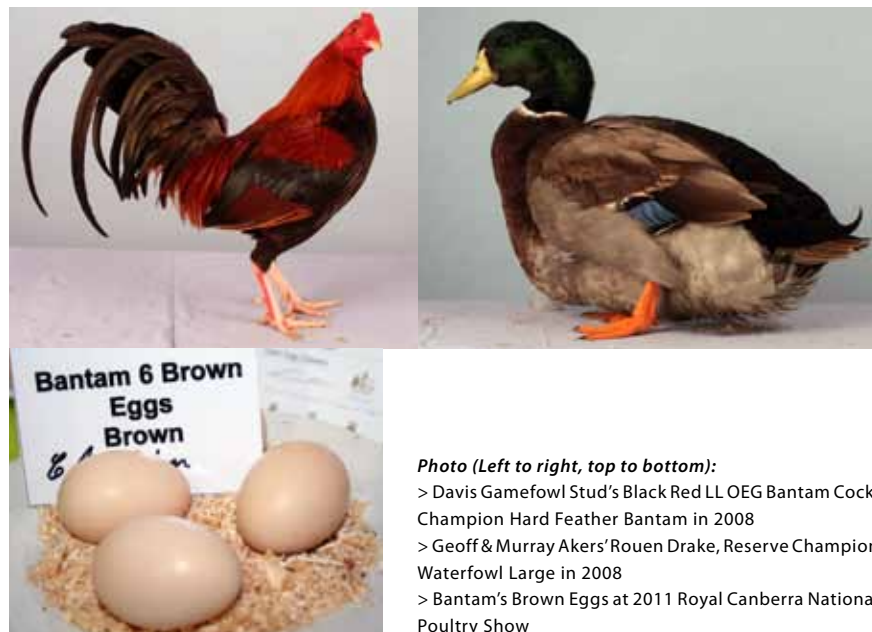 Bantam 6 Brown
Eggs
Brown
Photo (Left to right, top to bottom):
> Davis Gamefowl Stud's Black Red LL OEG Bantam Cock
Champion Hard Feather Bantam in 2008
> Geoff & Murray Akers' Rouen Drake, Reserve Champion
Waterfowl Large in 2008
> Bantam's Brown Eggs at 2011 Royal Canberra Nationa
Poultry Show